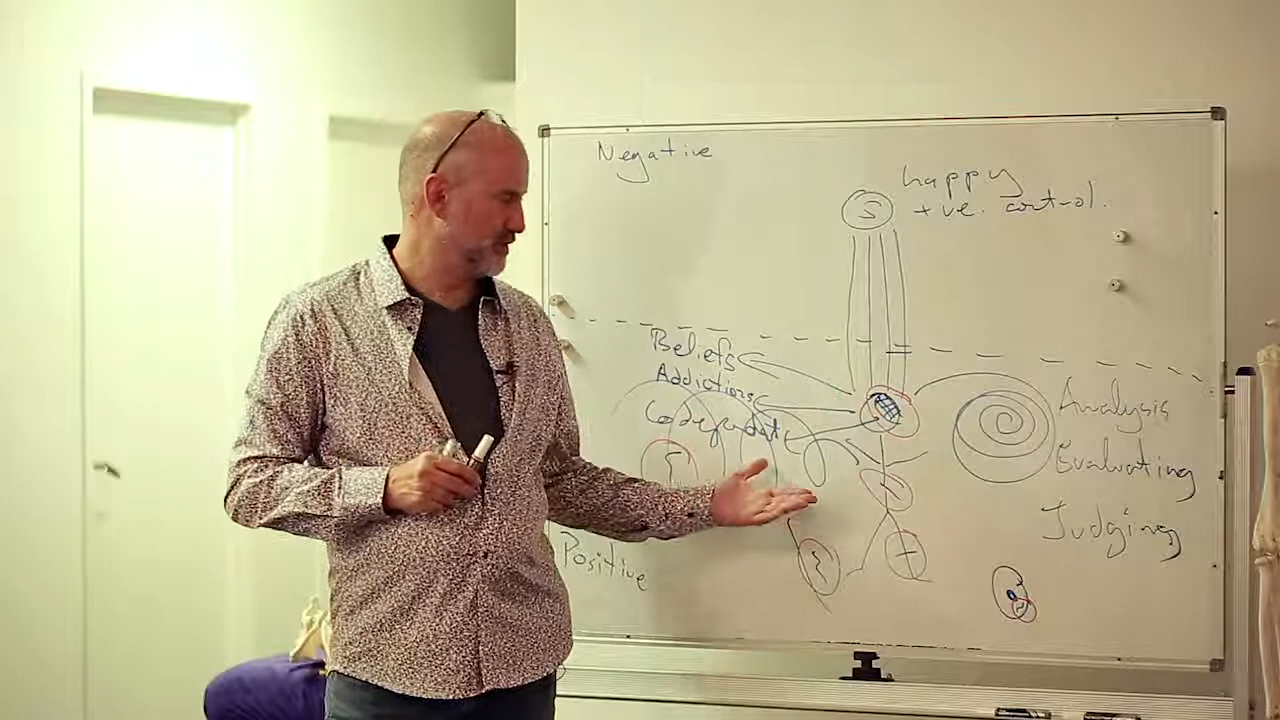 Negative
happy
+ve. control.
S
Beliefs
Addictions
Codependent
Analysis
Evaluating
Judging
Positive